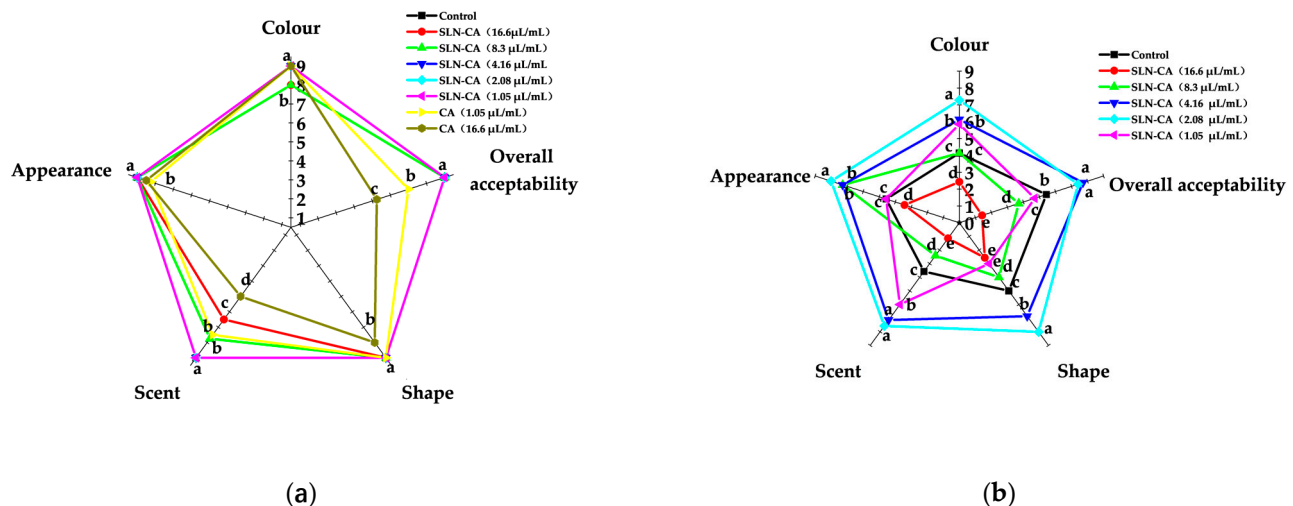 Colour
a
9
8
7
6
5
4
3
2
1
b
Control
SLN-CA (16.6μL/mL)
SLN-CA (8.3 μL/mL)
SLN-CA (4.16 μL/mL
SLN-CA (2.08 μL/mL)
SLN-CA (1.05 μL/mL)
CA (1.05 μL/mL)
CA (16.6 μL/mL)
Appearance
a
b
a
b
c
Overall
acceptability
d
c
b
b
a
b
a
Scent
Shape
(a)
Colour
9
8
7
6
5
4
3
2
1
0
a
b
b
c
c
d
Control
SLN-CA (16.6 μL/mL)
SLN-CA (8.3 μL/mL)
SLN-CA (4.16 μL/mL)
SLN-CA (2.08 μL/mL)
SLN-CA (1.05 μL/mL)
Appearance
a
b
b
c
c
d
a
a
b
c
d
e
Overall acceptability
e
d
c
b
a
a
e
e
d
c
b
a
Scent
Shape
(b)